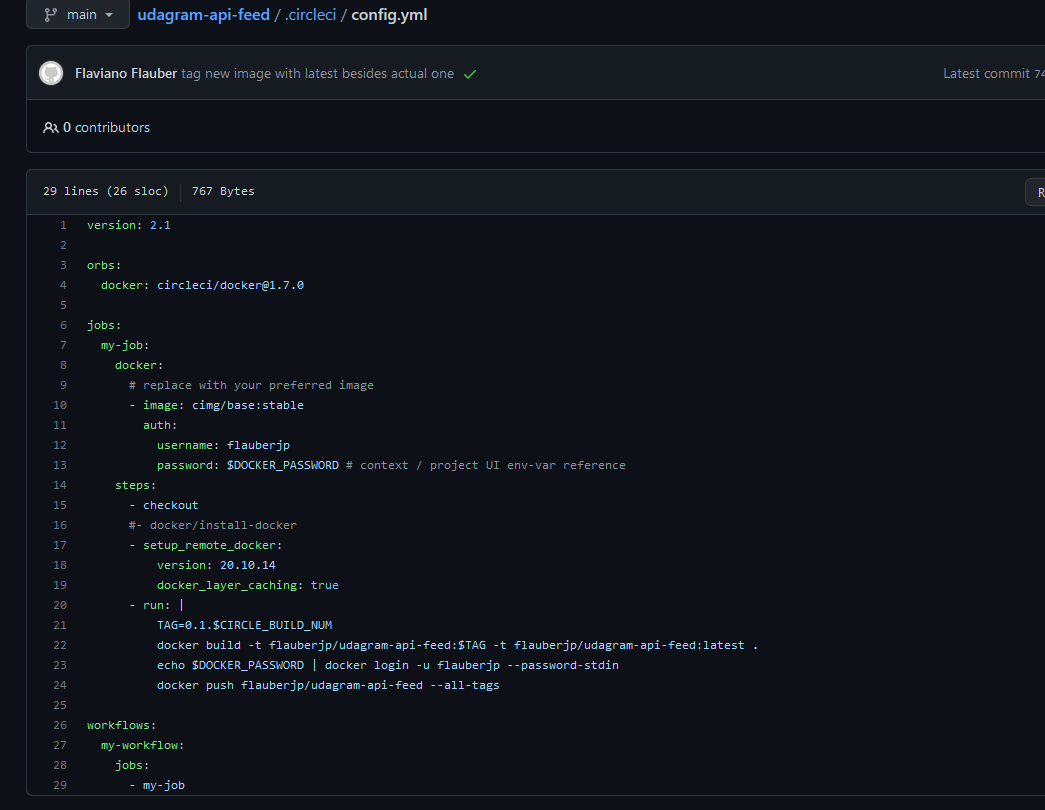 main udagram-api-feed / .circleci / config.yml
Flaviano Flauber tag new image with latest besides actual one Latest commit 74
0 contributors
29 lines (26 sloc) 767 Bytes R
1 version: 2.1
2
3 orbs:
4 docker: circleci/docker@1.7.0
5
6 jobs:
7 my-job:
8 docker:
9 # replace with your preferred image
10 - image: cimg/base:stable
11 auth:
12 username: flauberjp
13 password: $DOCKER_PASSWORD # context / project UI env-var reference
14 steps:
15 - checkout
16 #- docker/install-docker
17 - setup_remote_docker:
18 version: 20.10.14
19 docker_layer_caching: true
20 - run: |
21 TAG=0.1.$CIRCLE_BUILD_NUM
22 docker build -t flauberjp/udagram-api-feed:$TAG -t flauberjp/udagram-api-feed:latest .
23 echo $DOCKER_PASSWORD | docker login -u flauberjp --password-stdin
24 docker push flauberjp/udagram-api-feed --all-tags
25
26 workflows:
27 my-workflow:
28 jobs:
29 - my-job